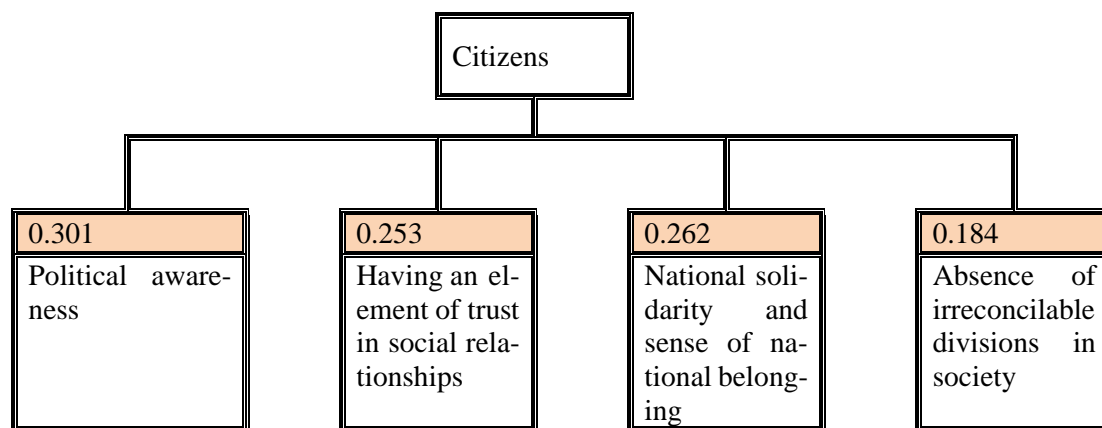 Citizens
0.301
Political aware-
ness
0.253
Having an el-
ement of trust
in social rela-
tionships
0.262
National soli-
darity and
sense of na-
tional belong-
ing
0.184
Absence of
irreconcilable
divisions in
society